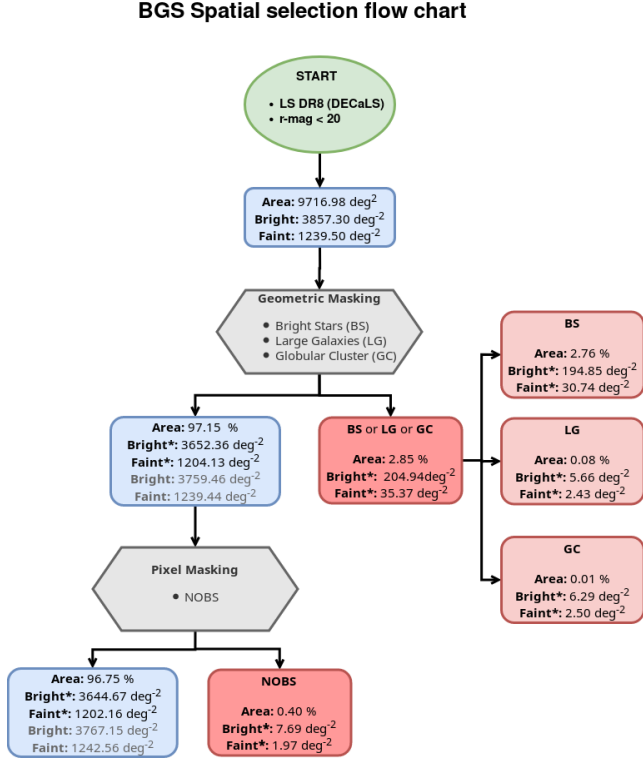 BGS Spatial selection flow chart
START
• LS DR8 (DECaLS)
• r-mag < 20
Area: 9716.98 deg²
Bright: 3857.30 deg⁻²
Faint: 1239.50 deg⁻²
Geometric Masking
• Bright Stars (BS)
• Large Galaxies (LG)
• Globular Cluster (GC)
BS
Area: 2.76 %
Bright*: 194.85 deg⁻²
Faint*: 30.74 deg⁻²
Area: 97.15 %
Bright*: 3652.36 deg⁻²
Faint*: 1204.13 deg⁻²
Bright: 3759.46 deg⁻²
Faint: 1239.44 deg⁻²
BS or LG or GC
Area: 2.85 %
Bright*: 204.94deg⁻²
Faint*: 35.37 deg⁻²
LG
Area: 0.08 %
Bright*: 5.66 deg⁻²
Faint*: 2.43 deg⁻²
GC
Area: 0.01 %
Bright*: 6.29 deg⁻²
Faint*: 2.50 deg⁻²
Pixel Masking
• NOBS
Area: 96.75 %
Bright*: 3644.67 deg⁻²
Faint*: 1202.16 deg⁻²
Bright: 3767.15 deg⁻²
Faint: 1242.56 deg⁻²
NOBS
Area: 0.40 %
Bright*: 7.69 deg⁻²
Faint*: 1.97 deg⁻²